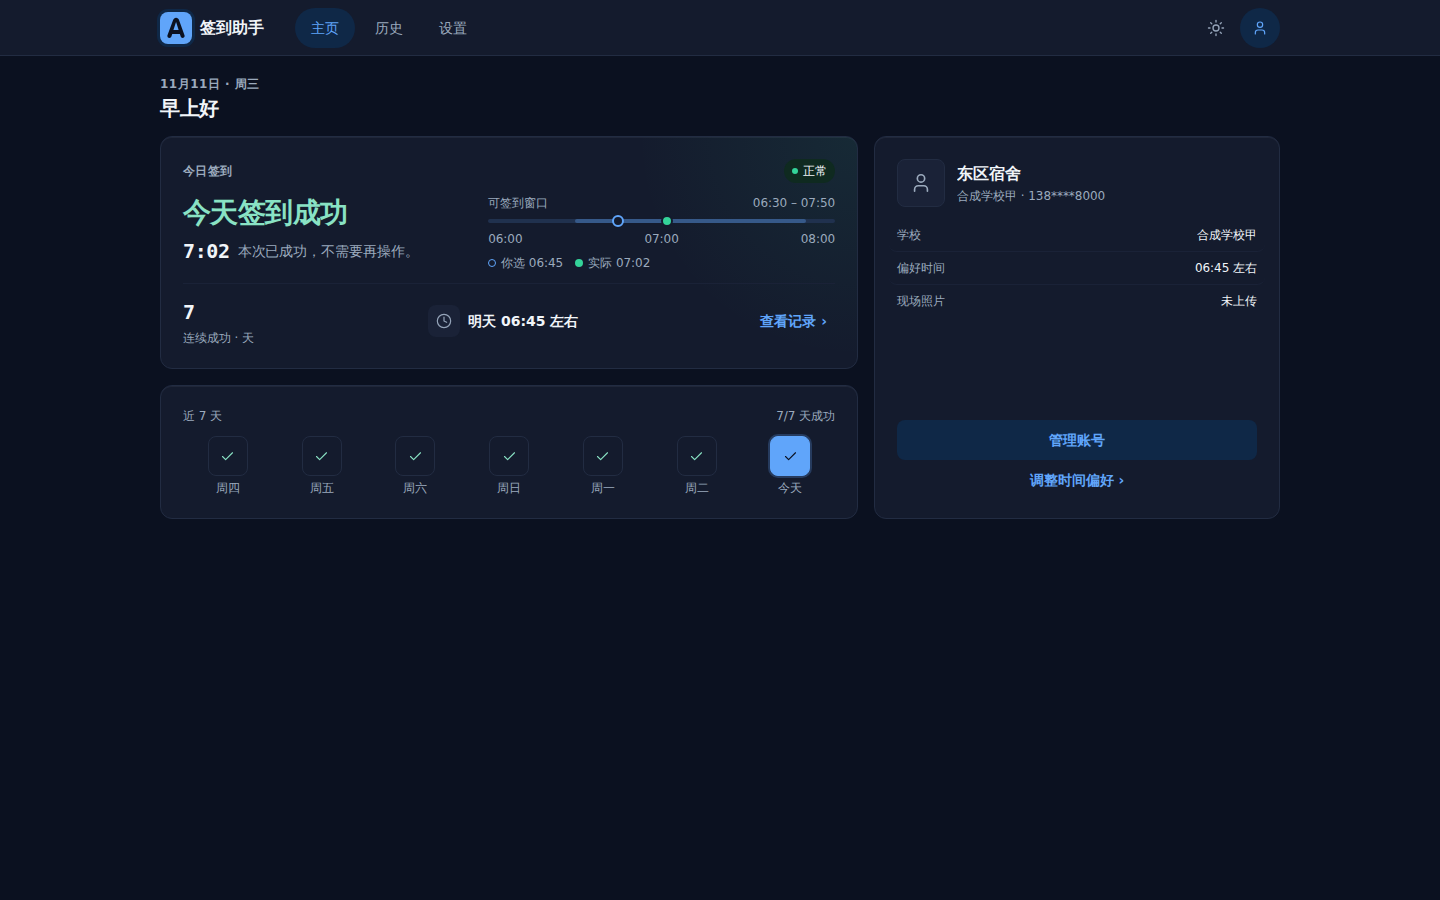 签到助手
主页
历史
设置
11月11日 · 周三
早上好
今日签到
正常
今天签到成功
7:02 本次已成功，不需要再操作。
可签到窗口 06:30 – 07:50
06:00 07:00 08:00
你选 06:45 实际 07:02
7
连续成功 · 天
明天 06:45 左右
查看记录 ›
近 7 天 7/7 天成功
周四 周五 周六 周日 周一 周二 今天
东区宿舍
合成学校甲 · 138****8000
学校 合成学校甲
偏好时间 06:45 左右
现场照片 未上传
管理账号
调整时间偏好 ›